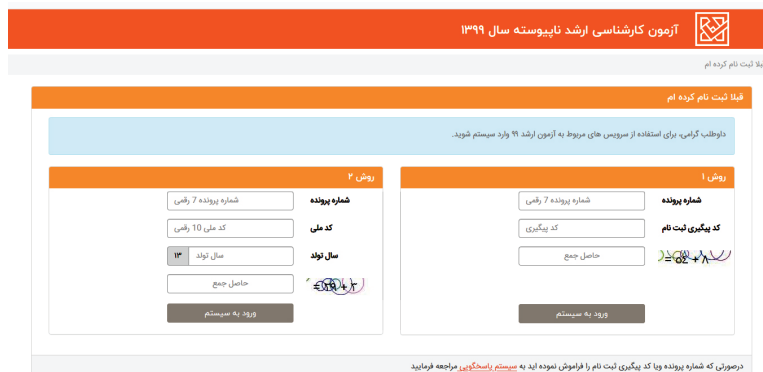 آزمون کارشناسی ارشد ناپیوسته سال ۱۳۹۹
قبلا ثبت نام کرده ام
قبلا ثبت نام کرده ام
داوطلب گرامی، برای استفاده از سرویس های مربوط به آزمون ارشد ۹۹ وارد سیستم شوید.
روش ۱
شماره پرونده
شماره پرونده 7 رقمی
کد پیگیری ثبت نام
کد پیگیری
حاصل جمع
ورود به سیستم
روش ۲
شماره پرونده
شماره پرونده 7 رقمی
کد ملی
کد ملی 10 رقمی
سال تولد
سال تولد
۱۳
حاصل جمع
ورود به سیستم
درصورتی که شماره پرونده ویا کد پیگیری ثبت نام را فراموش نموده اید به سیستم پاسخگویی مراجعه فرمایید